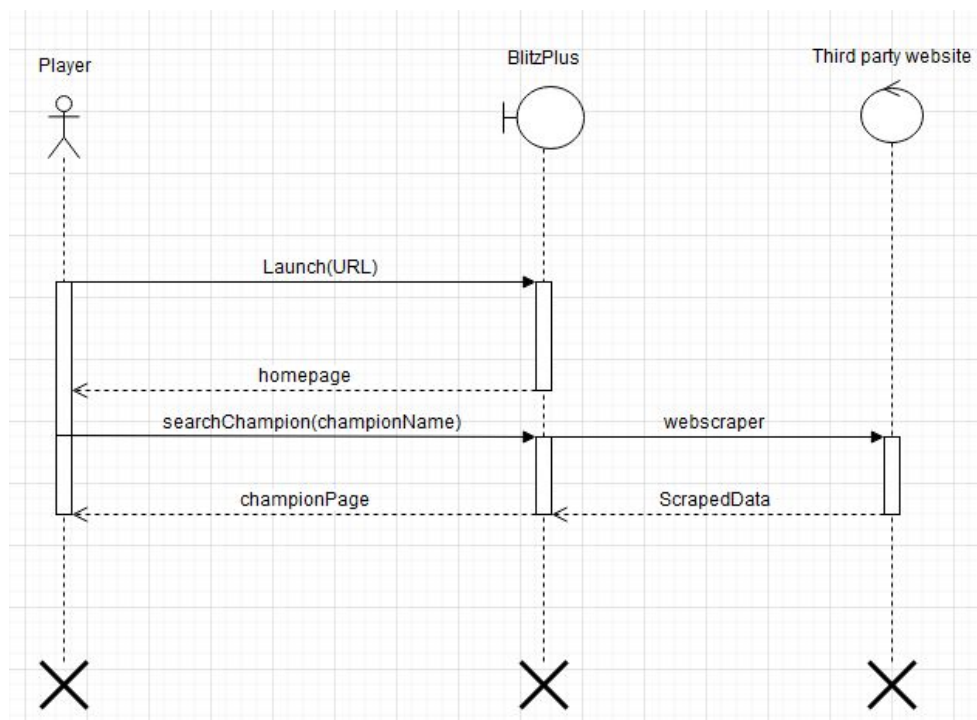 Player
BlitzPlus
Third party website
Launch(URL)
homepage
searchChampion(championName)
webscraper
championPage
ScrapedData